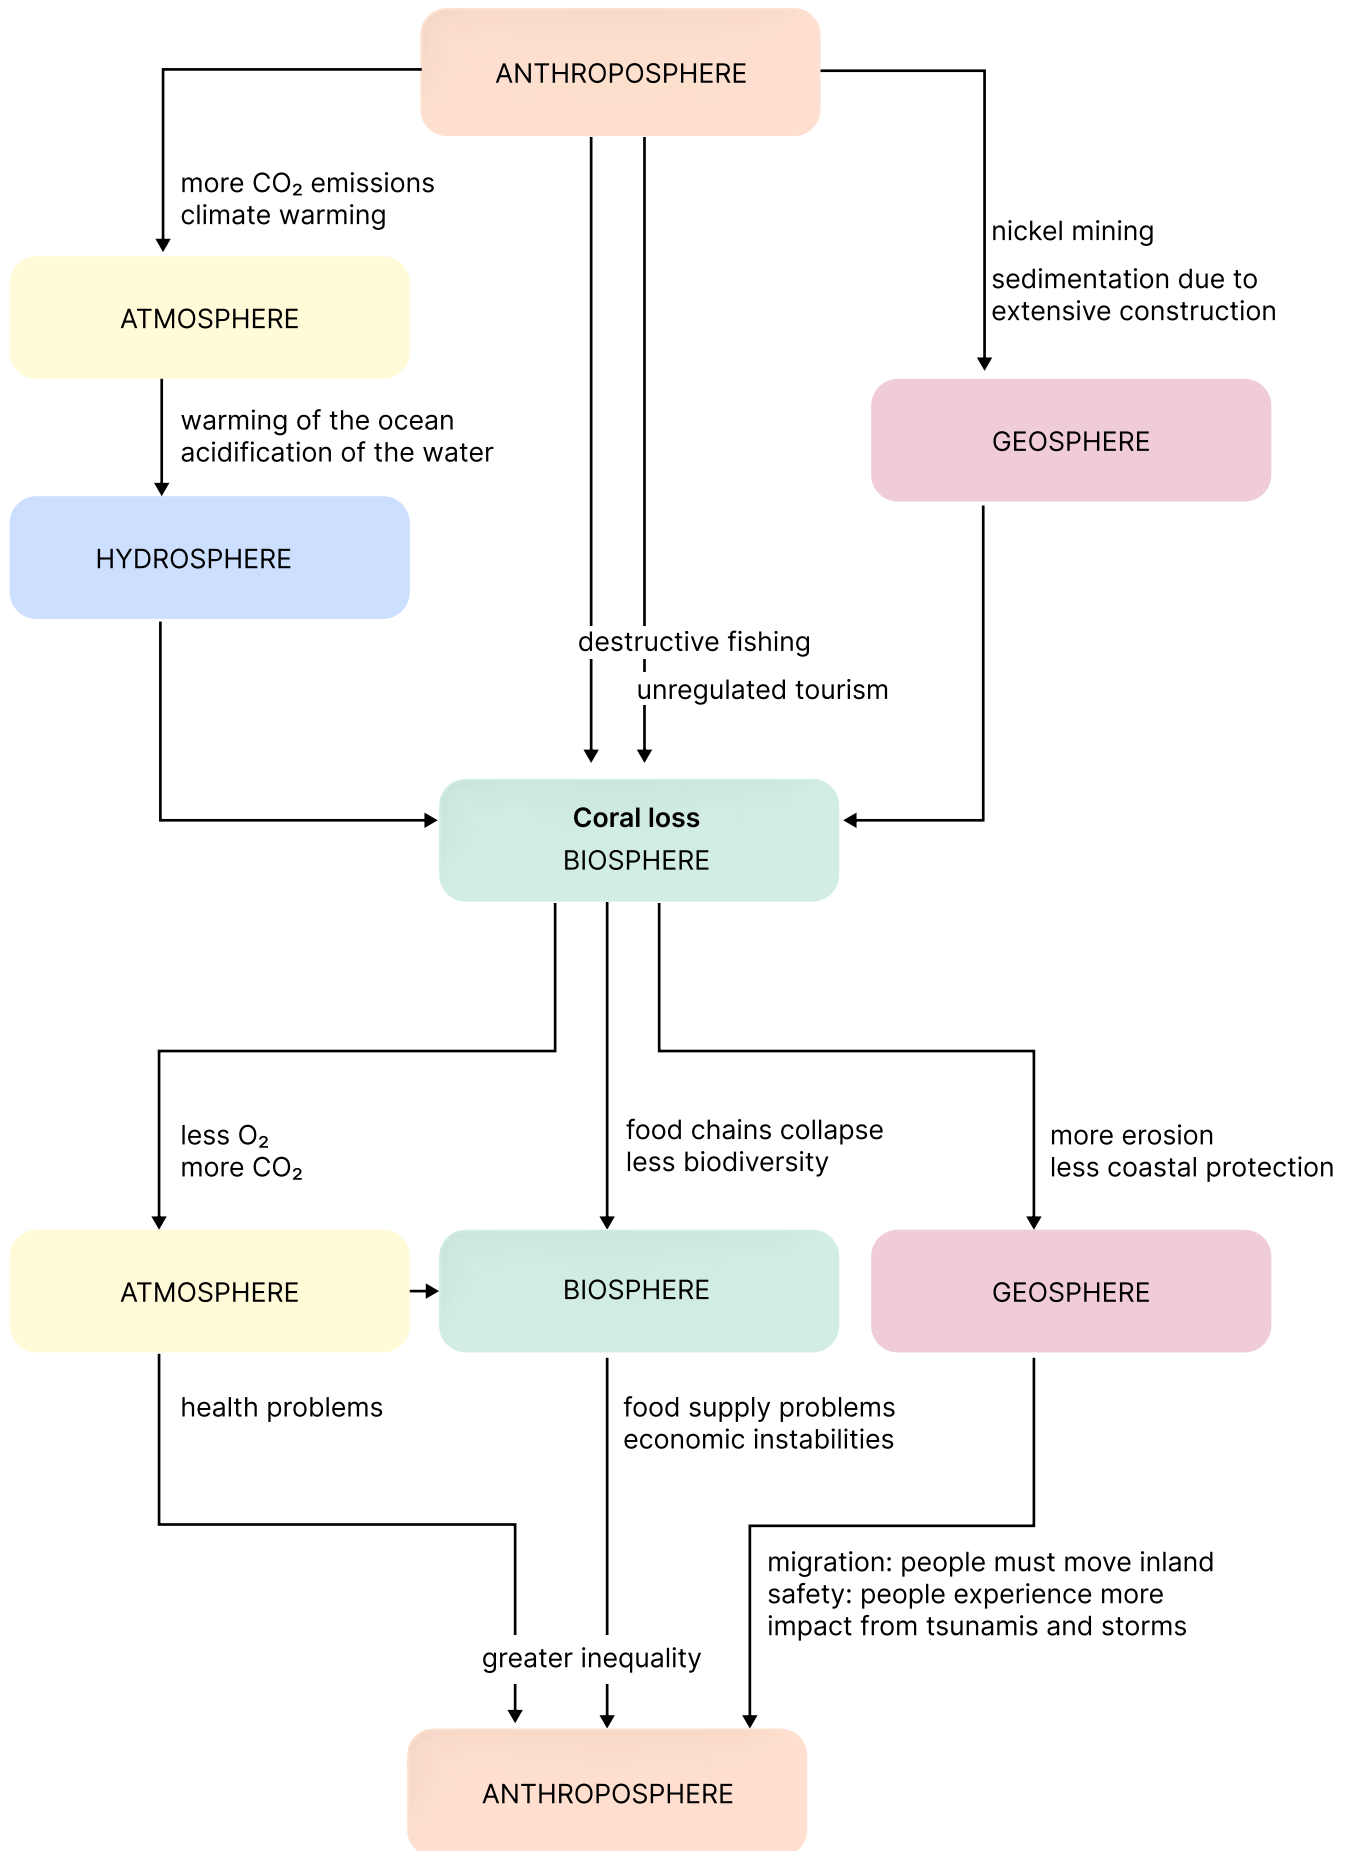 ANTHROPOSPHERE
more CO₂ emissions
climate warming
nickel mining
sedimentation due to
extensive construction
ATMOSPHERE
warming of the ocean
acidification of the water
GEOSPHERE
HYDROSPHERE
destructive fishing
unregulated tourism
Coral loss
BIOSPHERE
less O₂
more CO₂
food chains collapse
less biodiversity
more erosion
less coastal protection
ATMOSPHERE
BIOSPHERE
GEOSPHERE
health problems
food supply problems
economic instabilities
migration: people must move inland
safety: people experience more
impact from tsunamis and storms
greater inequality
ANTHROPOSPHERE